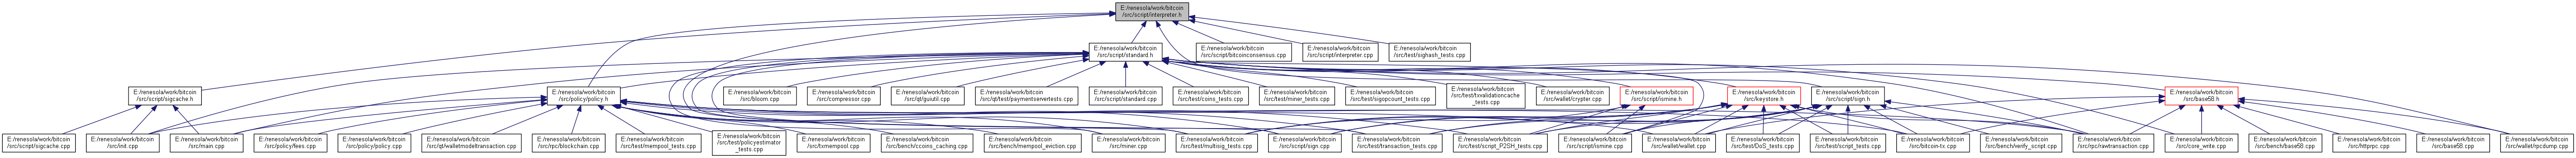 E:/renesola/work/bitcoin
/src/script/interpreter.h
E:/renesola/work/bitcoin
/src/script/standard.h
E:/renesola/work/bitcoin
/src/script/bitcoinconsensus.cpp
E:/renesola/work/bitcoin
/src/script/interpreter.cpp
E:/renesola/work/bitcoin
/src/test/sighash_tests.cpp
E:/renesola/work/bitcoin
/src/script/sigcache.h
E:/renesola/work/bitcoin
/src/policy/policy.h
E:/renesola/work/bitcoin
/src/bloom.cpp
E:/renesola/work/bitcoin
/src/compressor.cpp
E:/renesola/work/bitcoin
/src/qt/guiutil.cpp
E:/renesola/work/bitcoin
/src/qt/test/paymentservertests.cpp
E:/renesola/work/bitcoin
/src/script/standard.cpp
E:/renesola/work/bitcoin
/src/test/coins_tests.cpp
E:/renesola/work/bitcoin
/src/test/miner_tests.cpp
E:/renesola/work/bitcoin
/src/test/sigopcount_tests.cpp
E:/renesola/work/bitcoin
/src/test/txvalidationcache
_tests.cpp
E:/renesola/work/bitcoin
/src/wallet/crypter.cpp
E:/renesola/work/bitcoin
/src/script/ismine.h
E:/renesola/work/bitcoin
/src/keystore.h
E:/renesola/work/bitcoin
/src/script/sign.h
E:/renesola/work/bitcoin
/src/base58.h
E:/renesola/work/bitcoin
/src/script/sigcache.cpp
E:/renesola/work/bitcoin
/src/init.cpp
E:/renesola/work/bitcoin
/src/main.cpp
E:/renesola/work/bitcoin
/src/policy/fees.cpp
E:/renesola/work/bitcoin
/src/policy/policy.cpp
E:/renesola/work/bitcoin
/src/qt/walletmodeltransaction.cpp
E:/renesola/work/bitcoin
/src/rpc/blockchain.cpp
E:/renesola/work/bitcoin
/src/test/mempool_tests.cpp
E:/renesola/work/bitcoin
/src/test/policyestimator
_tests.cpp
E:/renesola/work/bitcoin
/src/txmempool.cpp
E:/renesola/work/bitcoin
/src/bench/ccoins_caching.cpp
E:/renesola/work/bitcoin
/src/bench/mempool_eviction.cpp
E:/renesola/work/bitcoin
/src/miner.cpp
E:/renesola/work/bitcoin
/src/test/multisig_tests.cpp
E:/renesola/work/bitcoin
/src/script/sign.cpp
E:/renesola/work/bitcoin
/src/test/transaction_tests.cpp
E:/renesola/work/bitcoin
/src/test/script_P2SH_tests.cpp
E:/renesola/work/bitcoin
/src/script/ismine.cpp
E:/renesola/work/bitcoin
/src/wallet/wallet.cpp
E:/renesola/work/bitcoin
/src/test/DoS_tests.cpp
E:/renesola/work/bitcoin
/src/test/script_tests.cpp
E:/renesola/work/bitcoin
/src/bitcoin-tx.cpp
E:/renesola/work/bitcoin
/src/bench/verify_script.cpp
E:/renesola/work/bitcoin
/src/rpc/rawtransaction.cpp
E:/renesola/work/bitcoin
/src/core_write.cpp
E:/renesola/work/bitcoin
/src/bench/base58.cpp
E:/renesola/work/bitcoin
/src/httprpc.cpp
E:/renesola/work/bitcoin
/src/base58.cpp
E:/renesola/work/bitcoin
/src/wallet/rpcdump.cpp